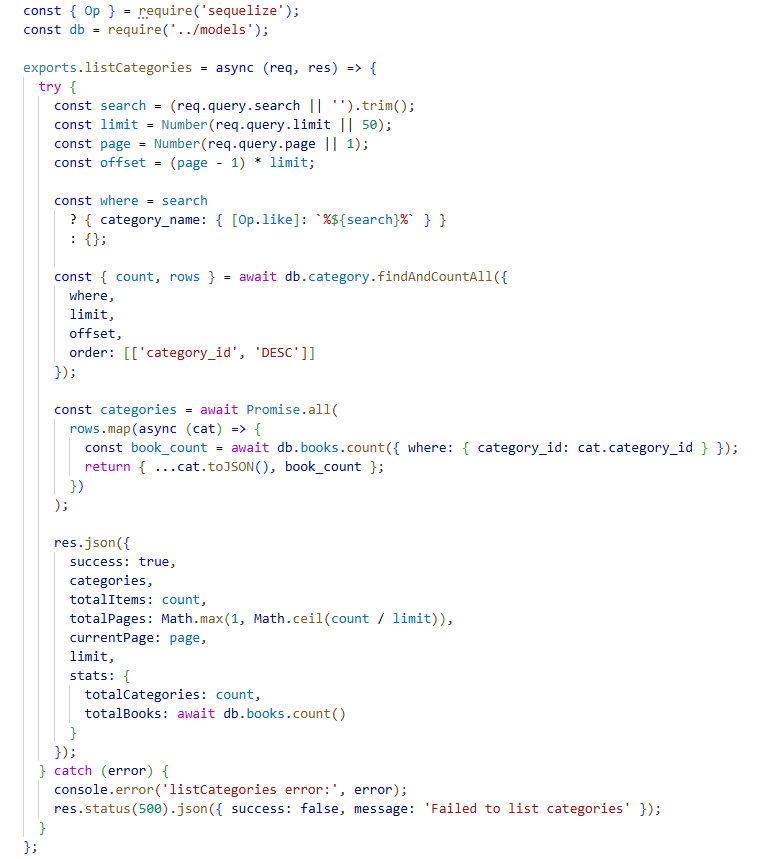 const { Op } = require('sequelize');
const db = require('../models');

exports.listCategories = async (req, res) => {
  try {
    const search = (req.query.search || '').trim();
    const limit = Number(req.query.limit || 50);
    const page = Number(req.query.page || 1);
    const offset = (page - 1) * limit;

    const where = search
      ? { category_name: { [Op.like]: `%${search}%` } }
      : {};

    const { count, rows } = await db.category.findAndCountAll({
      where,
      limit,
      offset,
      order: [['category_id', 'DESC']]
    });

    const categories = await Promise.all(
      rows.map(async (cat) => {
        const book_count = await db.books.count({ where: { category_id: cat.category_id } });
        return { ...cat.toJSON(), book_count };
      })
    );

    res.json({
      success: true,
      categories,
      totalItems: count,
      totalPages: Math.max(1, Math.ceil(count / limit)),
      currentPage: page,
      limit,
      stats: {
        totalCategories: count,
        totalBooks: await db.books.count()
      }
    });
  } catch (error) {
    console.error('listCategories error:', error);
    res.status(500).json({ success: false, message: 'Failed to list categories' });
  }
};